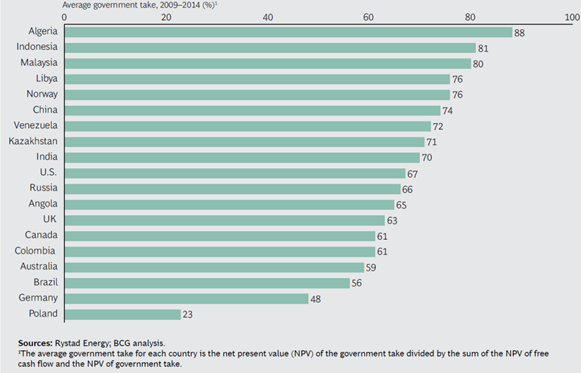 Average government take, 2009–2014 (%)¹
0 20 40 60 80 100
Algeria 88
Indonesia 81
Malaysia 80
Libya 76
Norway 76
China 74
Venezuela 72
Kazakhstan 71
India 70
U.S. 67
Russia 66
Angola 65
UK 63
Canada 61
Colombia 61
Australia 59
Brazil 56
Germany 48
Poland 23
Sources: Rystad Energy; BCG analysis.
¹The average government take for each country is the net present value (NPV) of the government take divided by the sum of the NPV of free
cash flow and the NPV of government take.